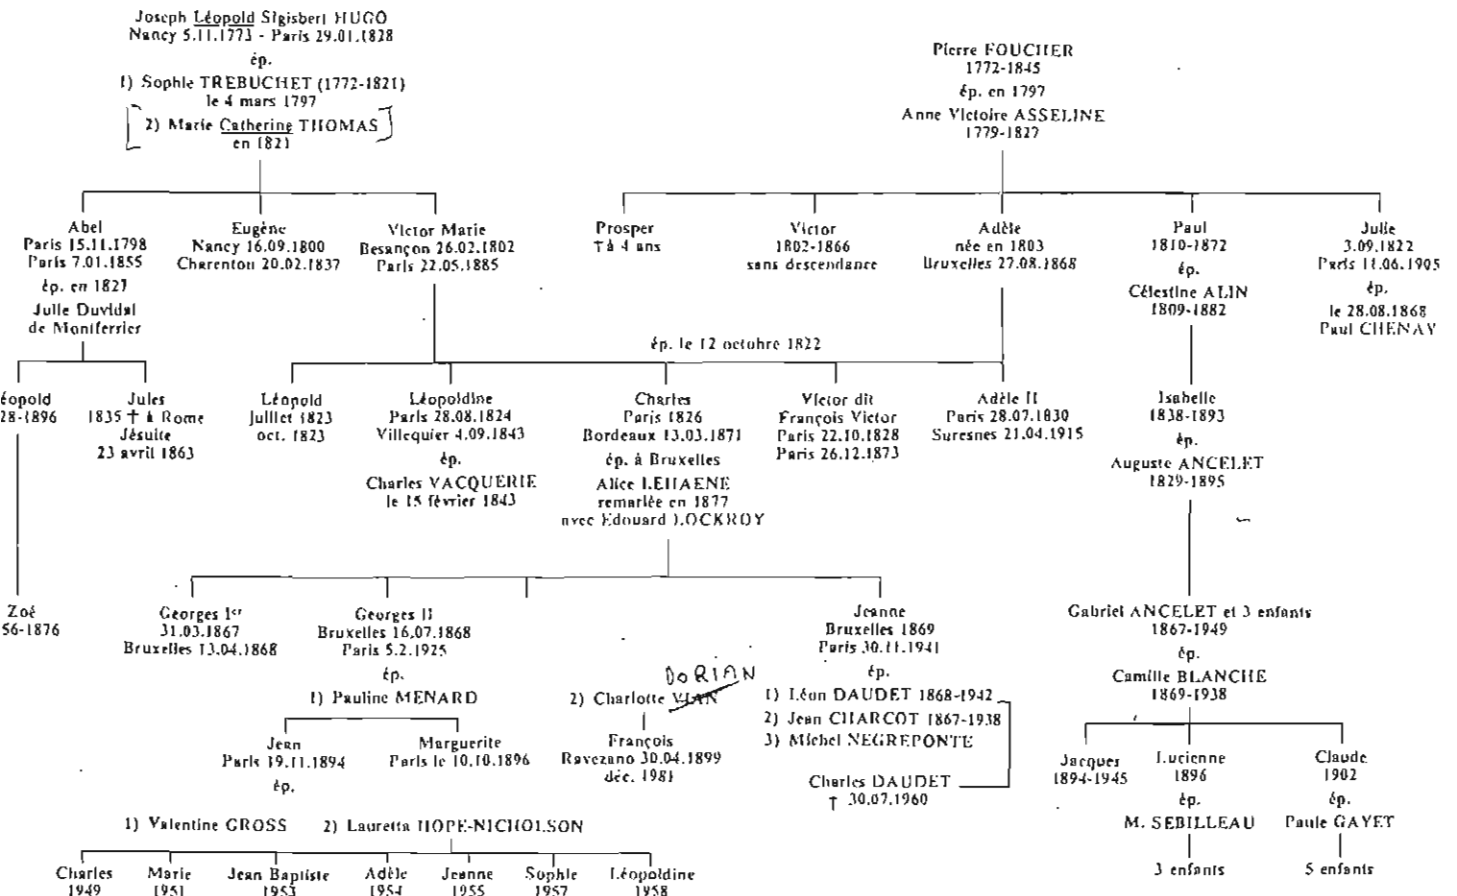 Joseph Léopold Sigisbert HUGO
Nancy 5.11.1773 - Paris 29.01.1828
ép.
1) Sophie TREBUCHET (1772-1821)
le 4 mars 1797
2) Marie Catherine THOMAS
en 1821
Pierre FOUCHER
1772-1845
ép. en 1797
Anne Victoire ASSELINE
1779-1827
Abel
Paris 15.11.1798
Paris 7.01.1855
ép. en 1827
Julie Duvidal
de Montferrier
Eugène
Nancy 16.09.1800
Charenton 20.02.1837
Victor Marie
Besançon 26.02.1802
Paris 22.05.1885
Prosper
† à 4 ans
Victor
1802-1866
sans descendance
Adèle
née en 1803
Bruxelles 27.08.1868
Paul
1810-1872
ép.
Célestine ALIN
1809-1882
Julie
3.09.1822
Paris 11.06.1905
ép.
le 28.08.1868
Paul CHENAY
ép. le 12 octobre 1822
éopold
28-1896
Jules
1835 † à Rome
Jésuite
23 avril 1863
Léopold
Juillet 1823
oct. 1823
Léopoldine
Paris 28.08.1824
Villequier 4.09.1843
ép.
Charles VACQUERIE
le 15 février 1843
Charles
Paris 1826
Bordeaux 13.03.1871
ép. à Bruxelles
Alice LEHAENE
remariée en 1877
avec Edouard LOCKROY
Victor dit
François Victor
Paris 22.10.1828
Paris 26.12.1873
Adèle II
Paris 28.07.1830
Suresnes 21.04.1915
Isabelle
1838-1893
ép.
Auguste ANCELET
1829-1895
Zoé
56-1876
Georges Ier
31.03.1867
Bruxelles 13.04.1868
Georges II
Bruxelles 16.07.1868
Paris 5.2.1925
ép.
1) Pauline MENARD
DORIAN
2) Charlotte VIAN
Jeanne
Bruxelles 1869
Paris 30.11.1941
ép.
1) Léon DAUDET 1868-1942
2) Jean CHARCOT 1867-1938
3) Michel NEGREPONTE
Gabriel ANCELET et 3 enfants
1867-1949
ép.
Camille BLANCHE
1869-1938
Jean
Paris 19.11.1894
ép.
Marguerite
Paris le 10.10.1896
François
Ravezano 30.04.1899
déc. 1981
Charles DAUDET
† 30.07.1960
Jacques
1894-1945
Lucienne
1896
ép.
M. SEBILLEAU
3 enfants
Claude
1902
ép.
Paule GAYET
5 enfants
1) Valentine GROSS
2) Lauretta HOPE-NICHOLSON
Charles
1949
Marie
1951
Jean Baptiste
1953
Adèle
1954
Jeanne
1955
Sophie
1957
Léopoldine
1958